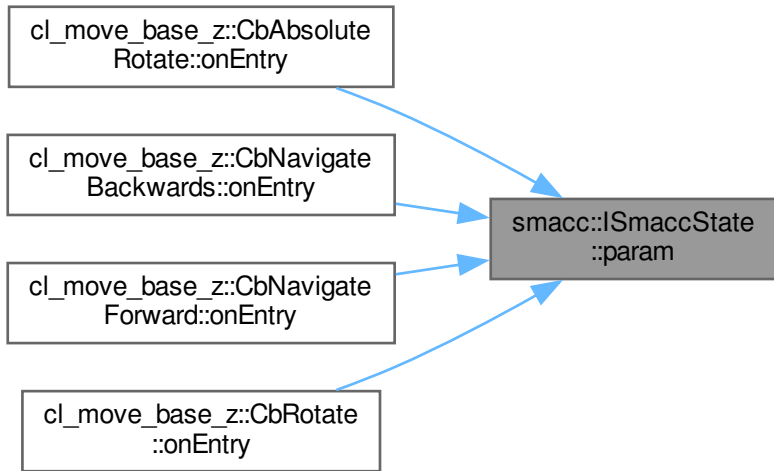 cl_move_base_z::CbAbsolute
Rotate::onEntry
cl_move_base_z::CbNavigate
Backwards::onEntry
smacc::ISmaccState
::param
cl_move_base_z::CbNavigate
Forward::onEntry
cl_move_base_z::CbRotate
::onEntry